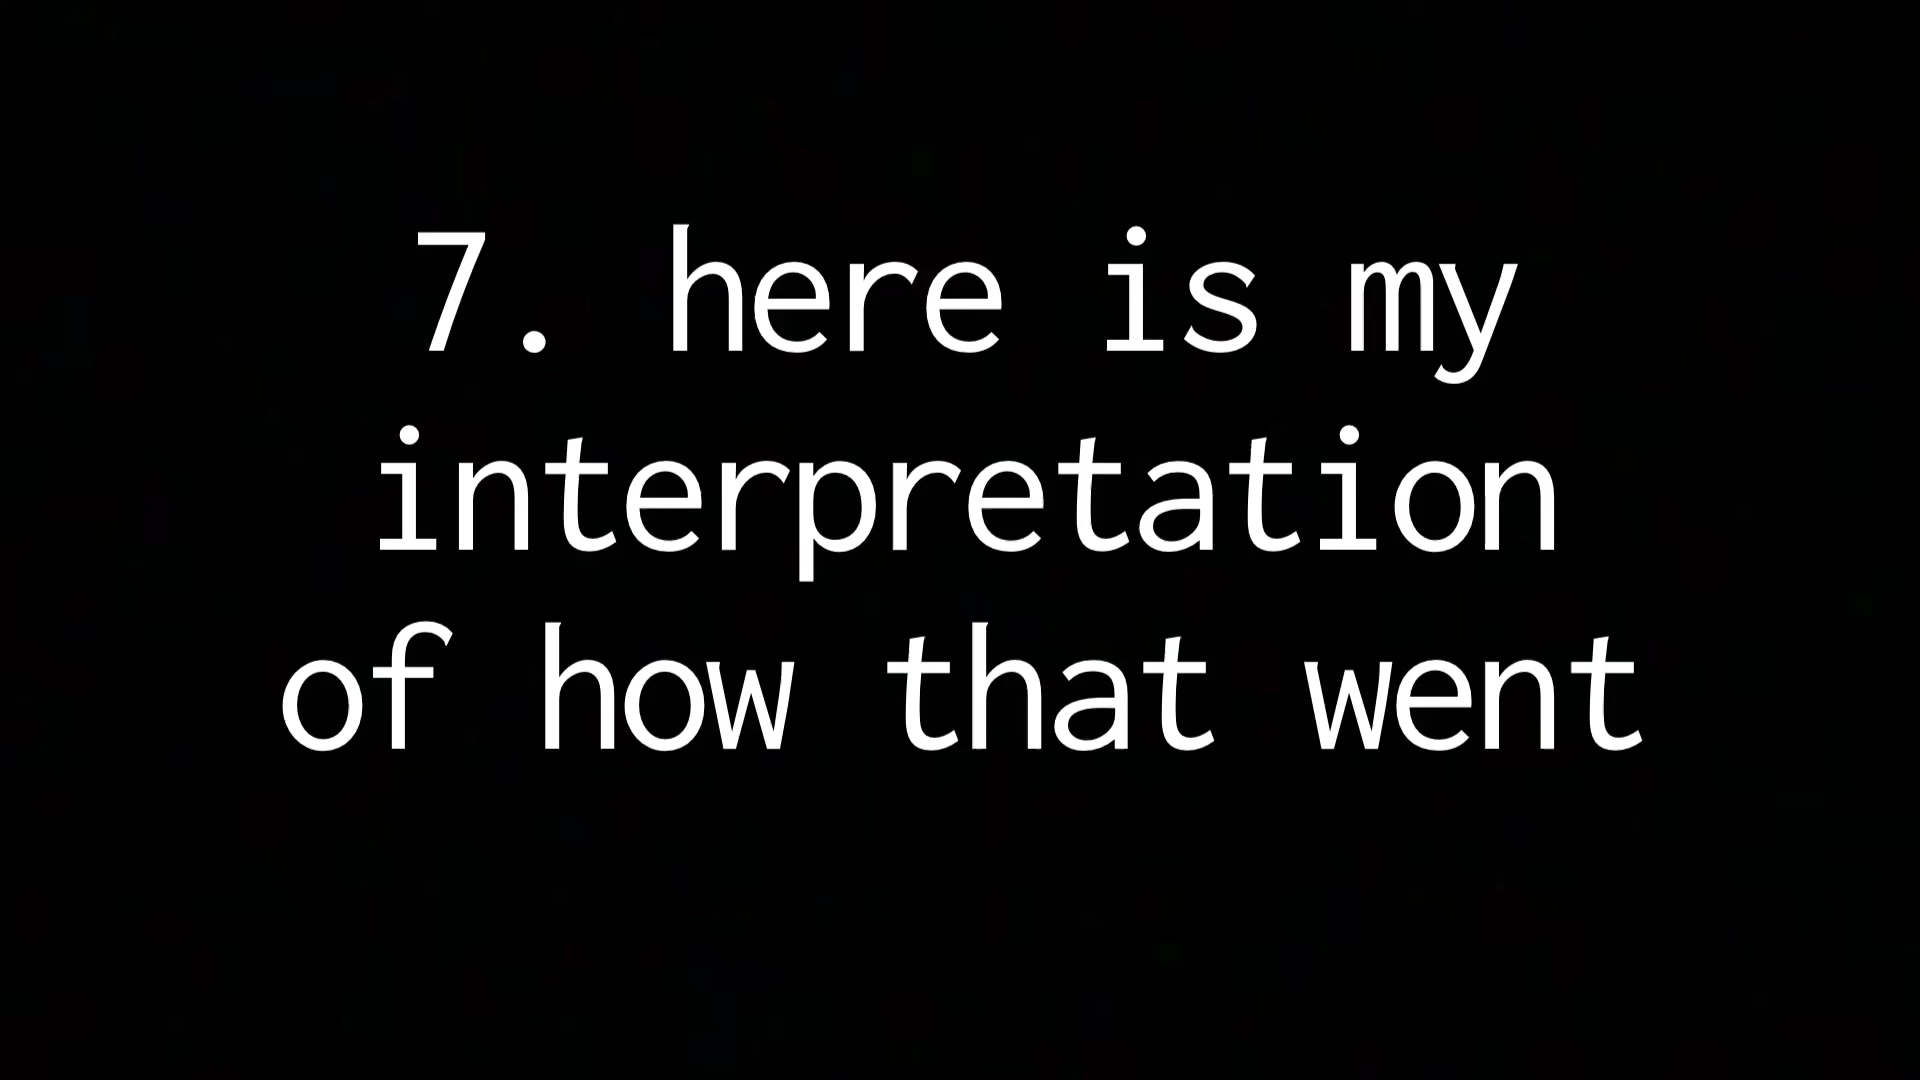 7. here is my
interpretation
of how that went